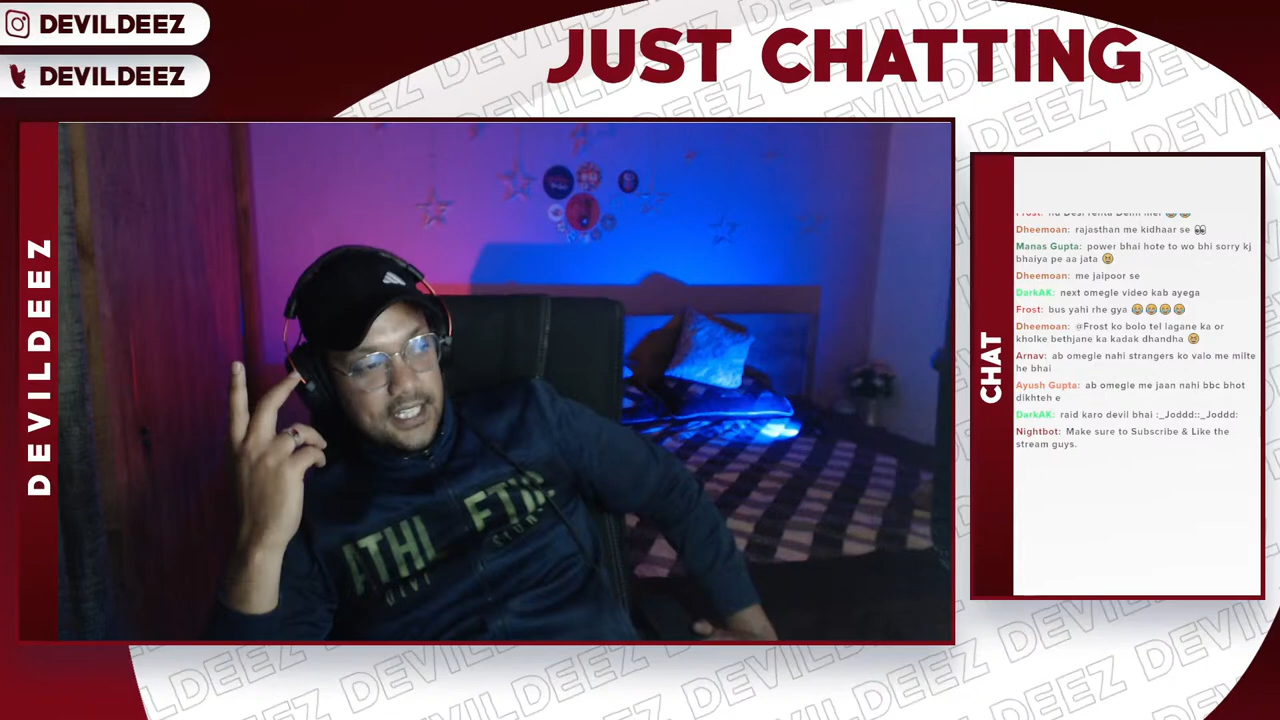 DEVILDEEZ
DEVILDEEZ
JUST CHATTING
DEVILDEEZ
ATHL FTIC
CHAT
Dheemoan: rajasthan me kidhaar se 👀
Manas Gupta: power bhai hote to wo bhi sorry kj
bhaiya pe aa jata
Dheemoan: me jaipoor se
DarkAK: next omegle video kab ayega
Frost: bus yahi rhe gya 😂😂😂😂
Dheemoan: @Frost ko bolo tel lagane ka or
kholke bethjane ka kadak dhandha
Arnav: ab omegle nahi strangers ko valo me milte
he bhai
Ayush Gupta: ab omegle me jaan nahi bbc bhot
dikhteh e
DarkAK: raid karo devil bhai :_Joddd::_Joddd:
Nightbot: Make sure to Subscribe & Like the
stream guys.